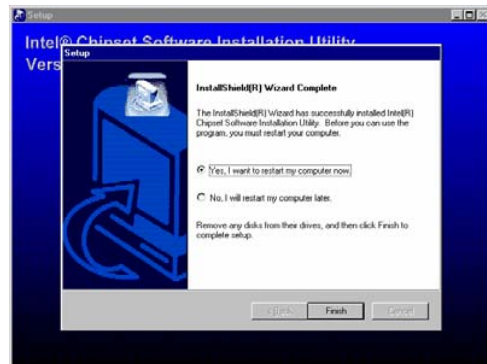 Setup
Intel® Chipset Software Installation Utility
Vers
Setup
InstallShield(R) Wizard Complete
The InstallShield(R) Wizard has successfully installed Intel(R)
Chipset Software Installation Utility. Before you can use the
program, you must restart your computer.
Yes, I want to restart my computer now.
No, I will restart my computer later.
Remove any disks from their drives, and then click Finish to
complete setup.
< Back
Finish
Cancel